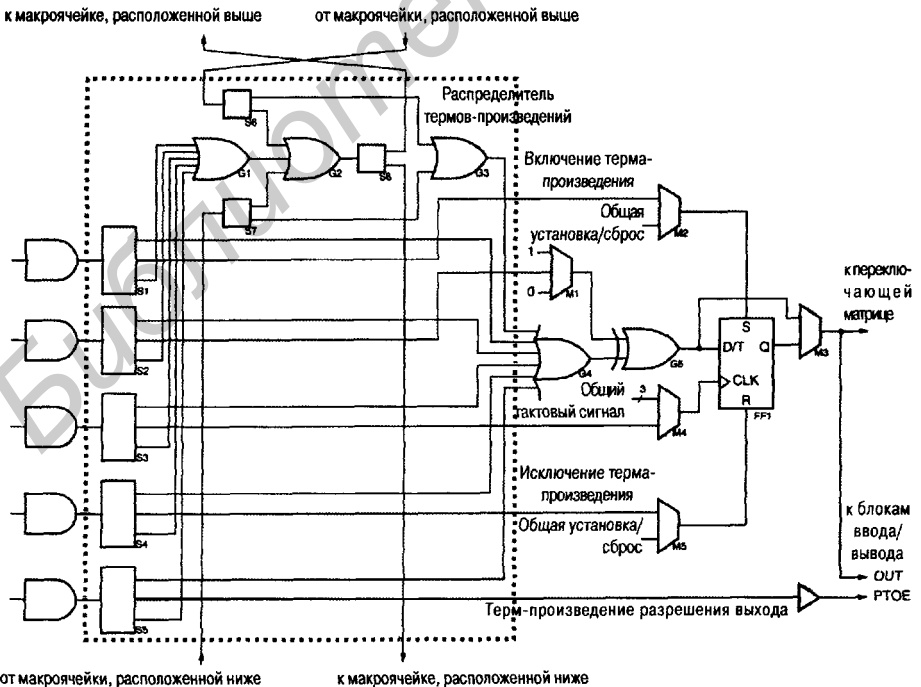 к макроячейке, расположенной выше
от макроячейки, расположенной выше
Распределитель
термов-произведений
S6
G1
G2
S8
G3
S7
Включение терма-
произведения
Общая
установка/сброс
M2
1
0
M1
S1
S2
S3
S4
S5
G4
G5
Общий
тактовый сигнал
3
M4
S
D/T
Q
CLK
R
FF1
M3
к переклю-
чающей
матрице
Исключение терма-
произведения
Общая установка/
сброс
M5
к блокам
ввода/
вывода
OUT
PTOE
Терм-произведение разрешения выхода
от макроячейки, расположенной ниже
к макроячейке, расположенной ниже
Библиотe